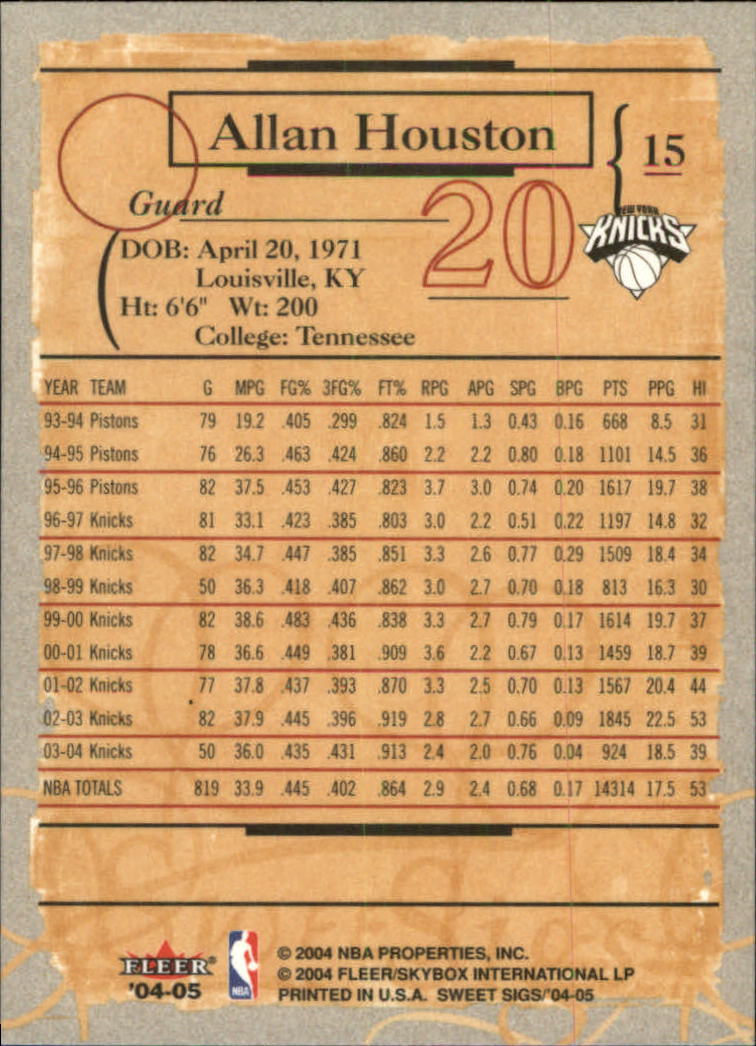 Allan Houston
15
Guard
20
NEW YORK
KNICKS
DOB: April 20, 1971
Louisville, KY
Ht: 6'6" Wt: 200
College: Tennessee
YEAR TEAM G MPG FG% 3FG% FT% RPG APG SPG BPG PTS PPG HI
93-94 Pistons 79 19.2 .405 .299 .824 1.5 1.3 0.43 0.16 668 8.5 31
94-95 Pistons 76 26.3 .463 .424 .860 2.2 2.2 0.80 0.18 1101 14.5 36
95-96 Pistons 82 37.5 .453 .427 .823 3.7 3.0 0.74 0.20 1617 19.7 38
96-97 Knicks 81 33.1 .423 .385 .803 3.0 2.2 0.51 0.22 1197 14.8 32
97-98 Knicks 82 34.7 .447 .385 .851 3.3 2.6 0.77 0.29 1509 18.4 34
98-99 Knicks 50 36.3 .418 .407 .862 3.0 2.7 0.70 0.18 813 16.3 30
99-00 Knicks 82 38.6 .483 .436 .838 3.3 2.7 0.79 0.17 1614 19.7 37
00-01 Knicks 78 36.6 .449 .381 .909 3.6 2.2 0.67 0.13 1459 18.7 39
01-02 Knicks 77 37.8 .437 .393 .870 3.3 2.5 0.70 0.13 1567 20.4 44
02-03 Knicks 82 37.9 .445 .396 .919 2.8 2.7 0.66 0.09 1845 22.5 53
03-04 Knicks 50 36.0 .435 .431 .913 2.4 2.0 0.76 0.04 924 18.5 39
NBA TOTALS 819 33.9 .445 .402 .864 2.9 2.4 0.68 0.17 14314 17.5 53
FLEER®
'04-05
NBA
© 2004 NBA PROPERTIES, INC.
© 2004 FLEER/SKYBOX INTERNATIONAL LP
PRINTED IN U.S.A. SWEET SIGS/'04-05